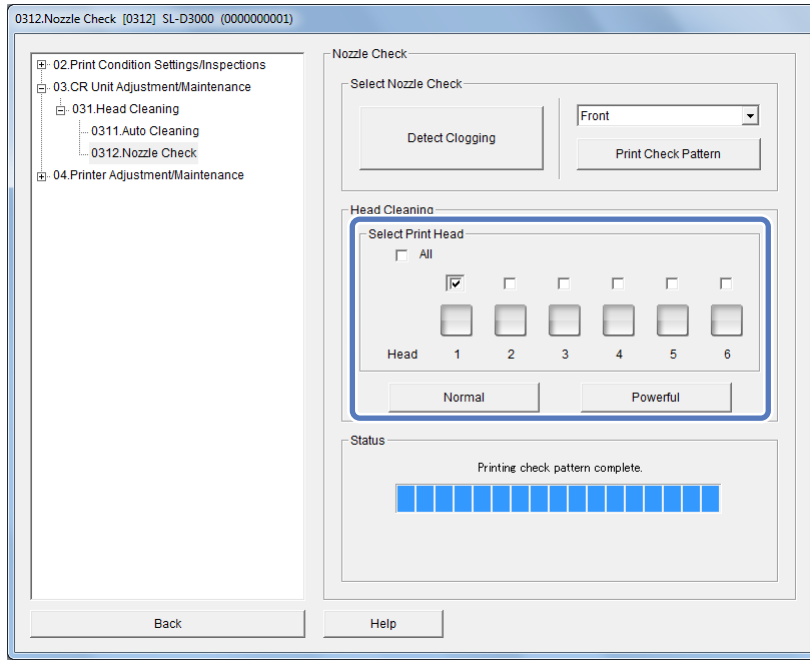 0312.Nozzle Check [0312] SL-D3000 (0000000001)
02.Print Condition Settings/Inspections
03.CR Unit Adjustment/Maintenance
031.Head Cleaning
0311.Auto Cleaning
0312.Nozzle Check
04.Printer Adjustment/Maintenance
Back
Nozzle Check
Select Nozzle Check
Detect Clogging
Front
Print Check Pattern
Head Cleaning
Select Print Head
All
Head 1 2 3 4 5 6
Normal Powerful
Status
Printing check pattern complete.
Help